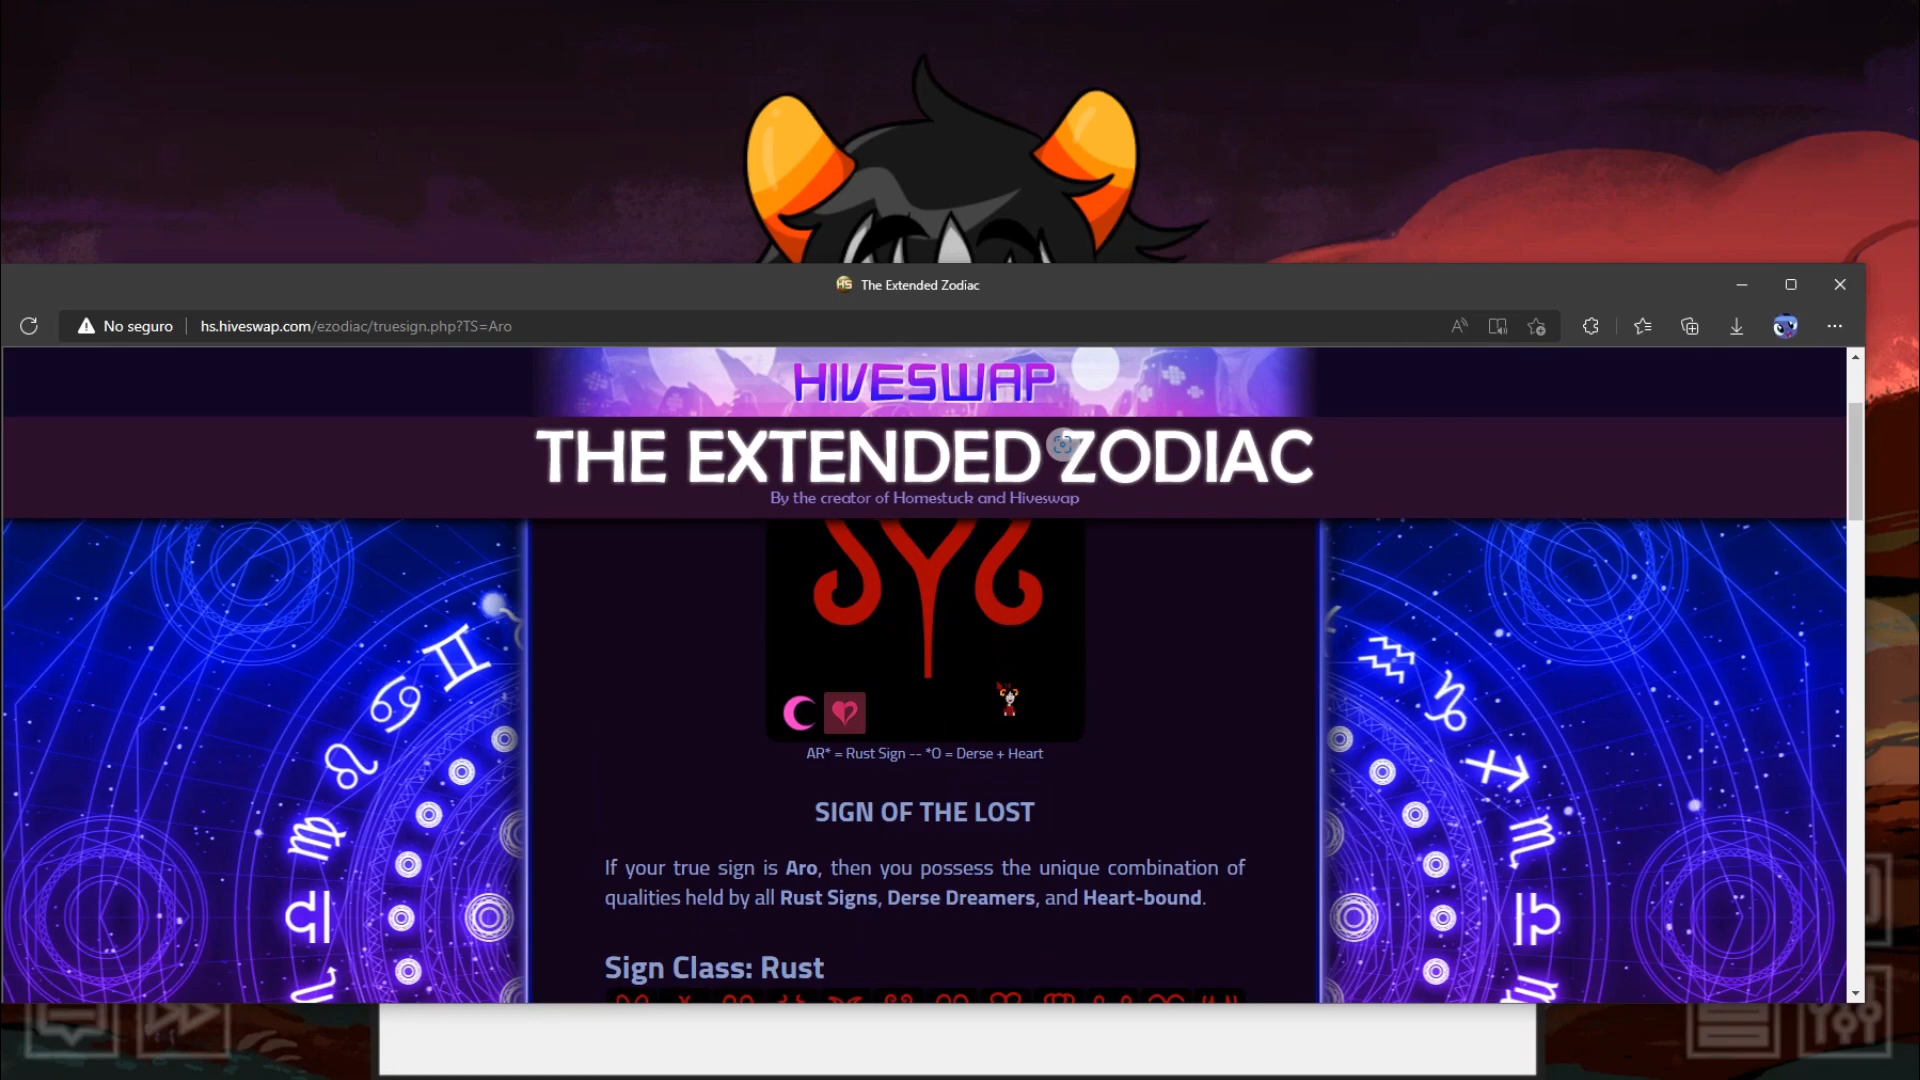 The Extended Zodiac
No seguro
hs.hiveswap.com/ezodiac/truesign.php?TS=Aro
HIVESWAP
THE EXTENDED ZODIAC
By the creator of Homestuck and Hiveswap
AR* = Rust Sign -- *O = Derse + Heart
SIGN OF THE LOST
If your true sign is Aro, then you possess the unique combination of
qualities held by all Rust Signs, Derse Dreamers, and Heart-bound.
Sign Class: Rust